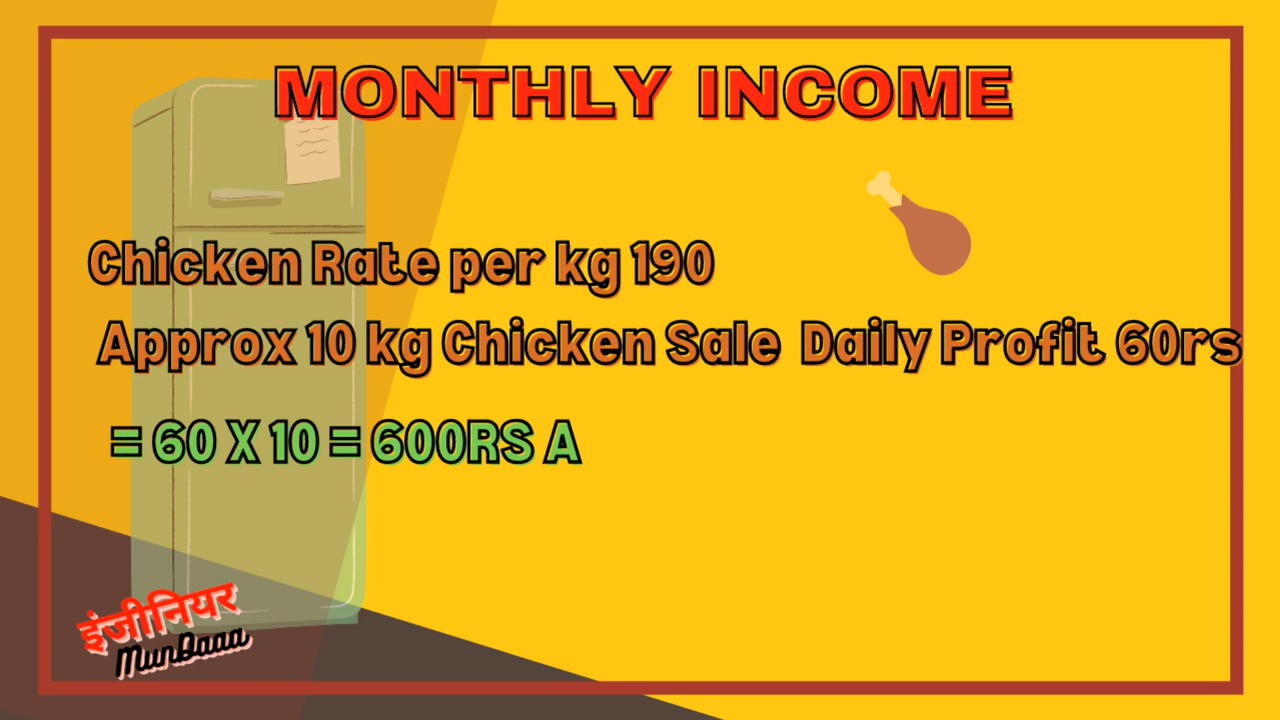 MONTHLY INCOME
Chicken Rate per kg 190
Approx 10 kg Chicken Sale Daily Profit 60rs
= 60 X 10 = 600RS A
इंजीनियर
MunDaaa